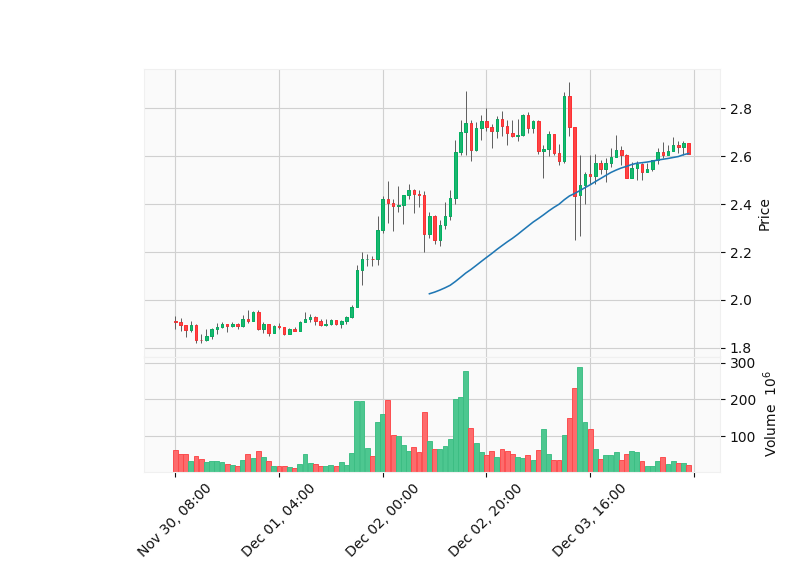 2.8
2.6
2.4
2.2
2.0
1.8
Price
300
200
100
Volume 10^6
Nov 30, 08:00
Dec 01, 04:00
Dec 02, 00:00
Dec 02, 20:00
Dec 03, 16:00